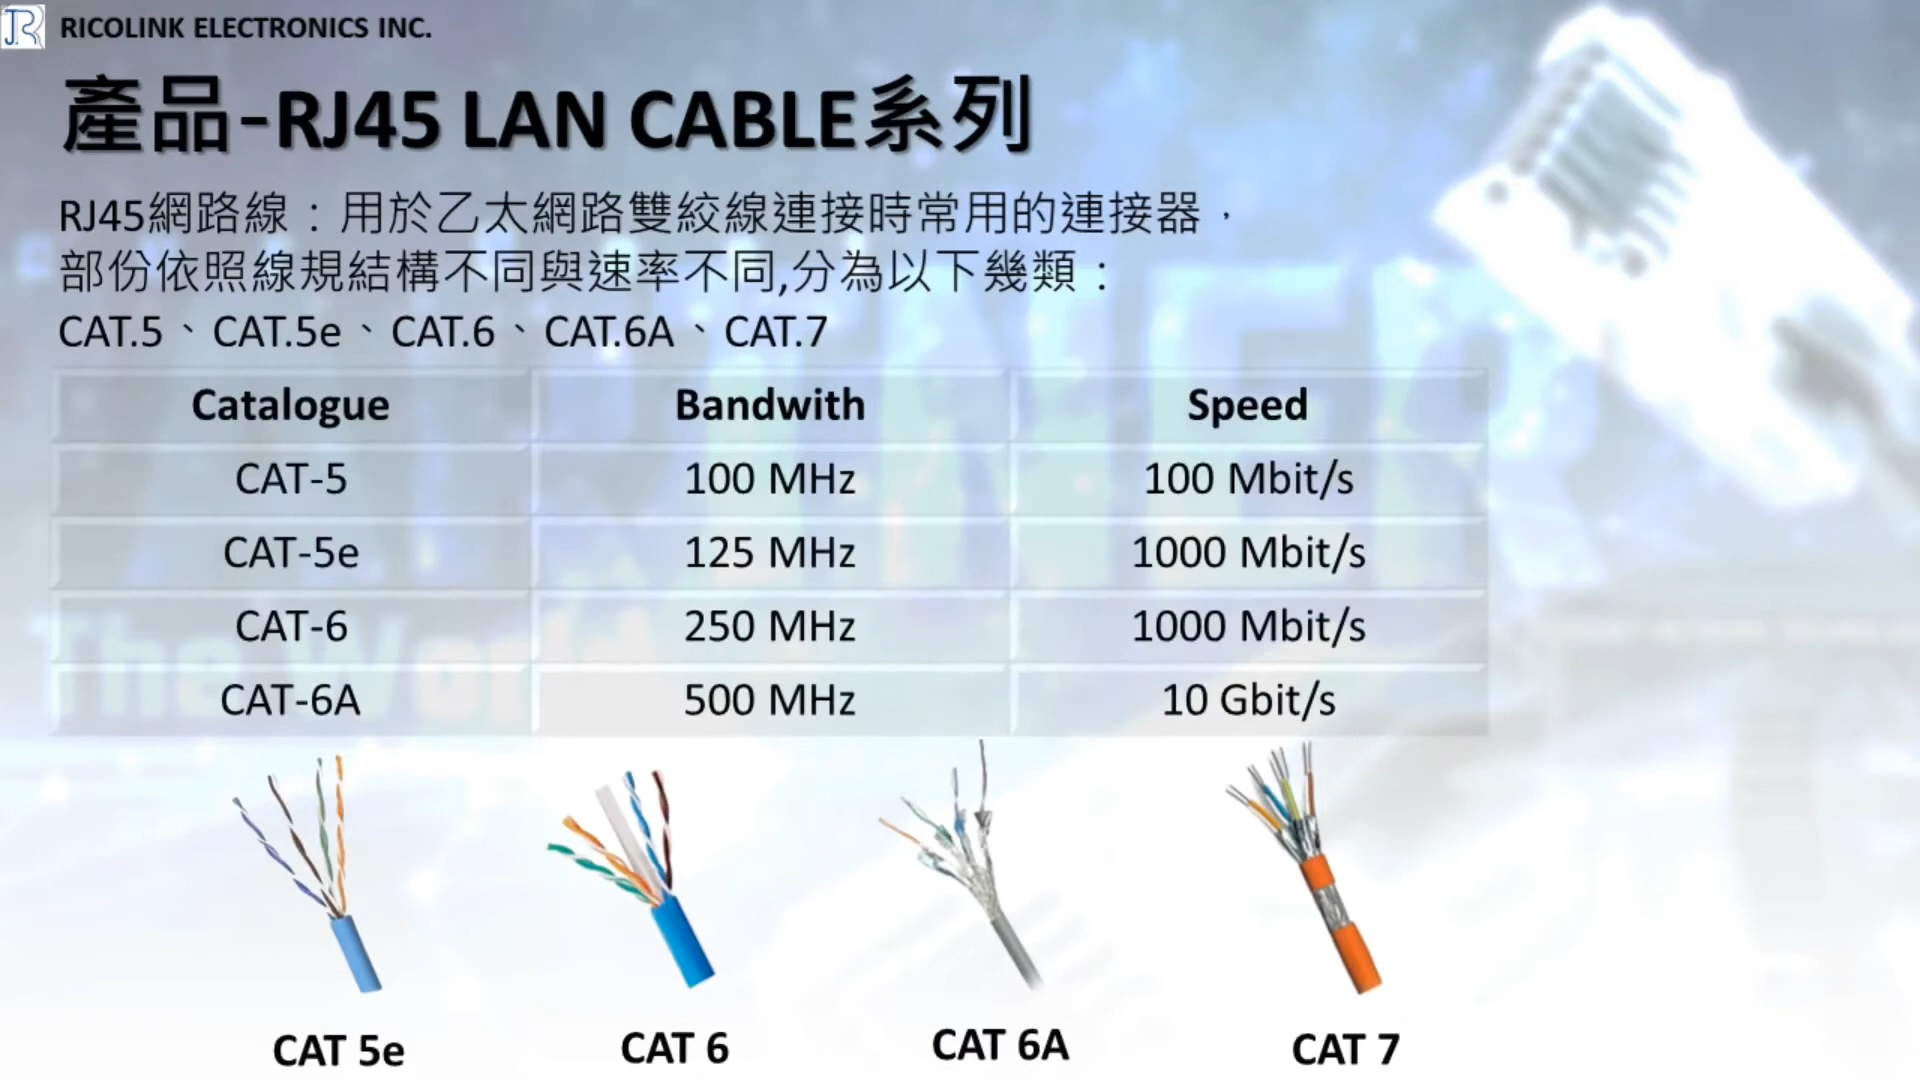 RICOLINK ELECTRONICS INC.
產品-RJ45 LAN CABLE系列
RJ45網路線：用於乙太網路雙絞線連接時常用的連接器，
部份依照線規結構不同與速率不同,分為以下幾類：
CAT.5、CAT.5e、CAT.6、CAT.6A、CAT.7
Catalogue Bandwith Speed
CAT-5 100 MHz 100 Mbit/s
CAT-5e 125 MHz 1000 Mbit/s
CAT-6 250 MHz 1000 Mbit/s
CAT-6A 500 MHz 10 Gbit/s
The World
CAT 5e CAT 6 CAT 6A CAT 7